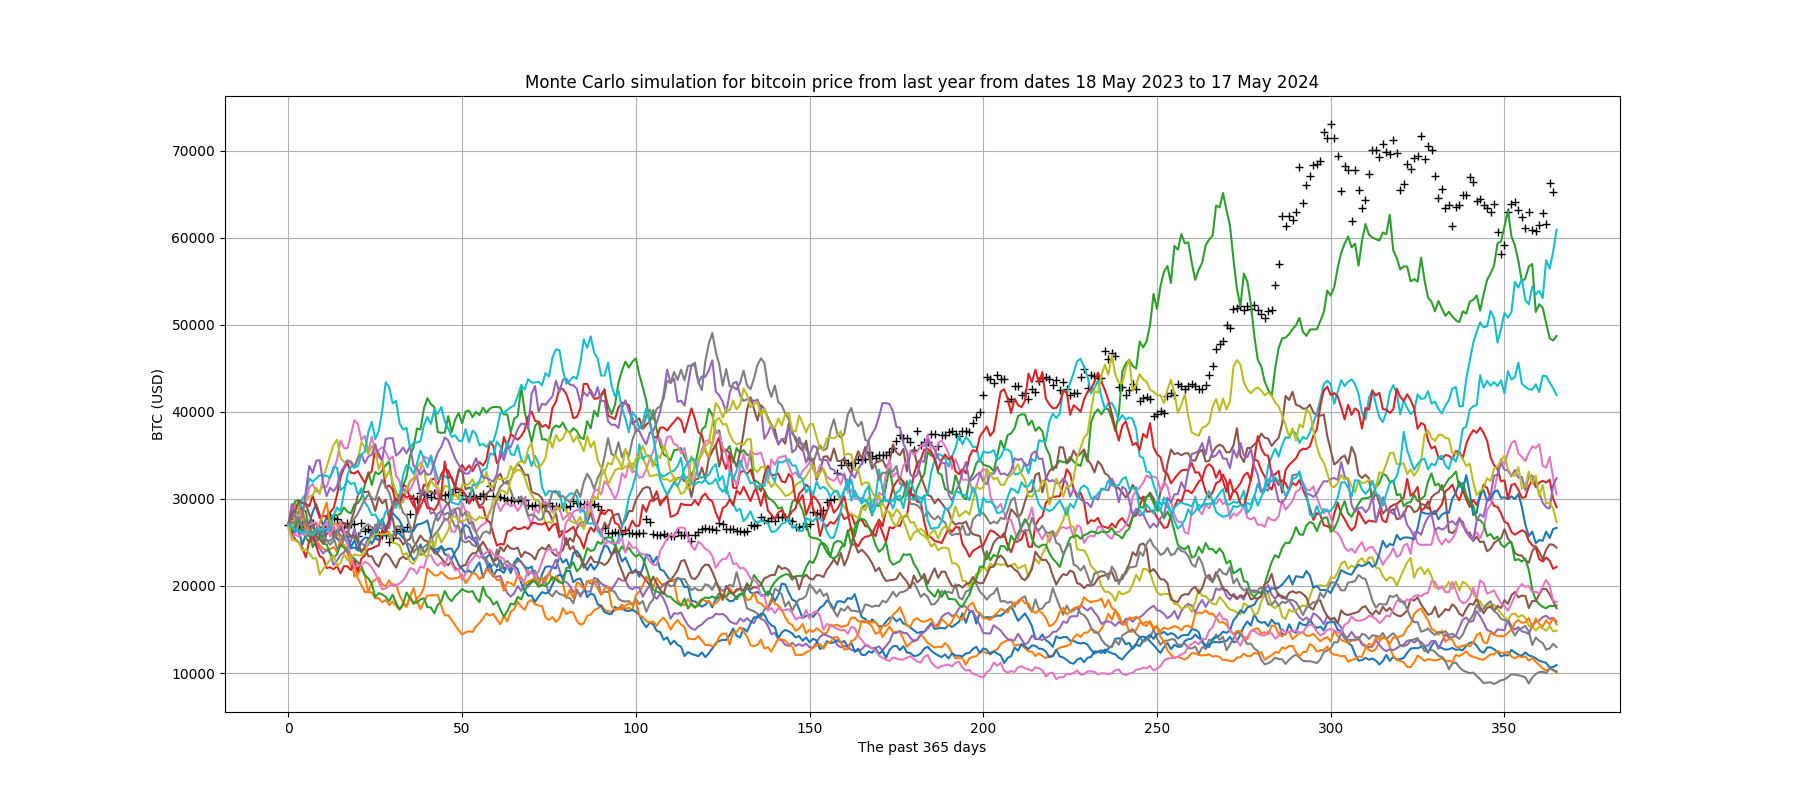 Monte Carlo simulation for bitcoin price from last year from dates 18 May 2023 to 17 May 2024
70000
60000
50000
40000
30000
20000
10000
BTC (USD)
0 50 100 150 200 250 300 350
The past 365 days